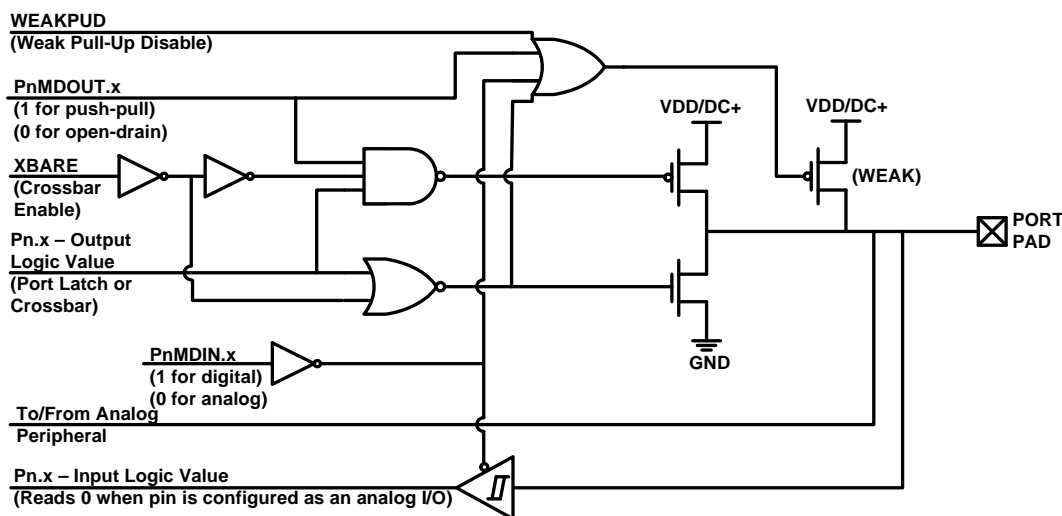 WEAKPUD
(Weak Pull-Up Disable)
PnMDOUT.x
(1 for push-pull)
(0 for open-drain)
XBARE
(Crossbar
Enable)
Pn.x – Output
Logic Value
(Port Latch or
Crossbar)
PnMDIN.x
(1 for digital)
(0 for analog)
To/From Analog
Peripheral
Pn.x – Input Logic Value
(Reads 0 when pin is configured as an analog I/O)
VDD/DC+
VDD/DC+
(WEAK)
PORT
PAD
GND